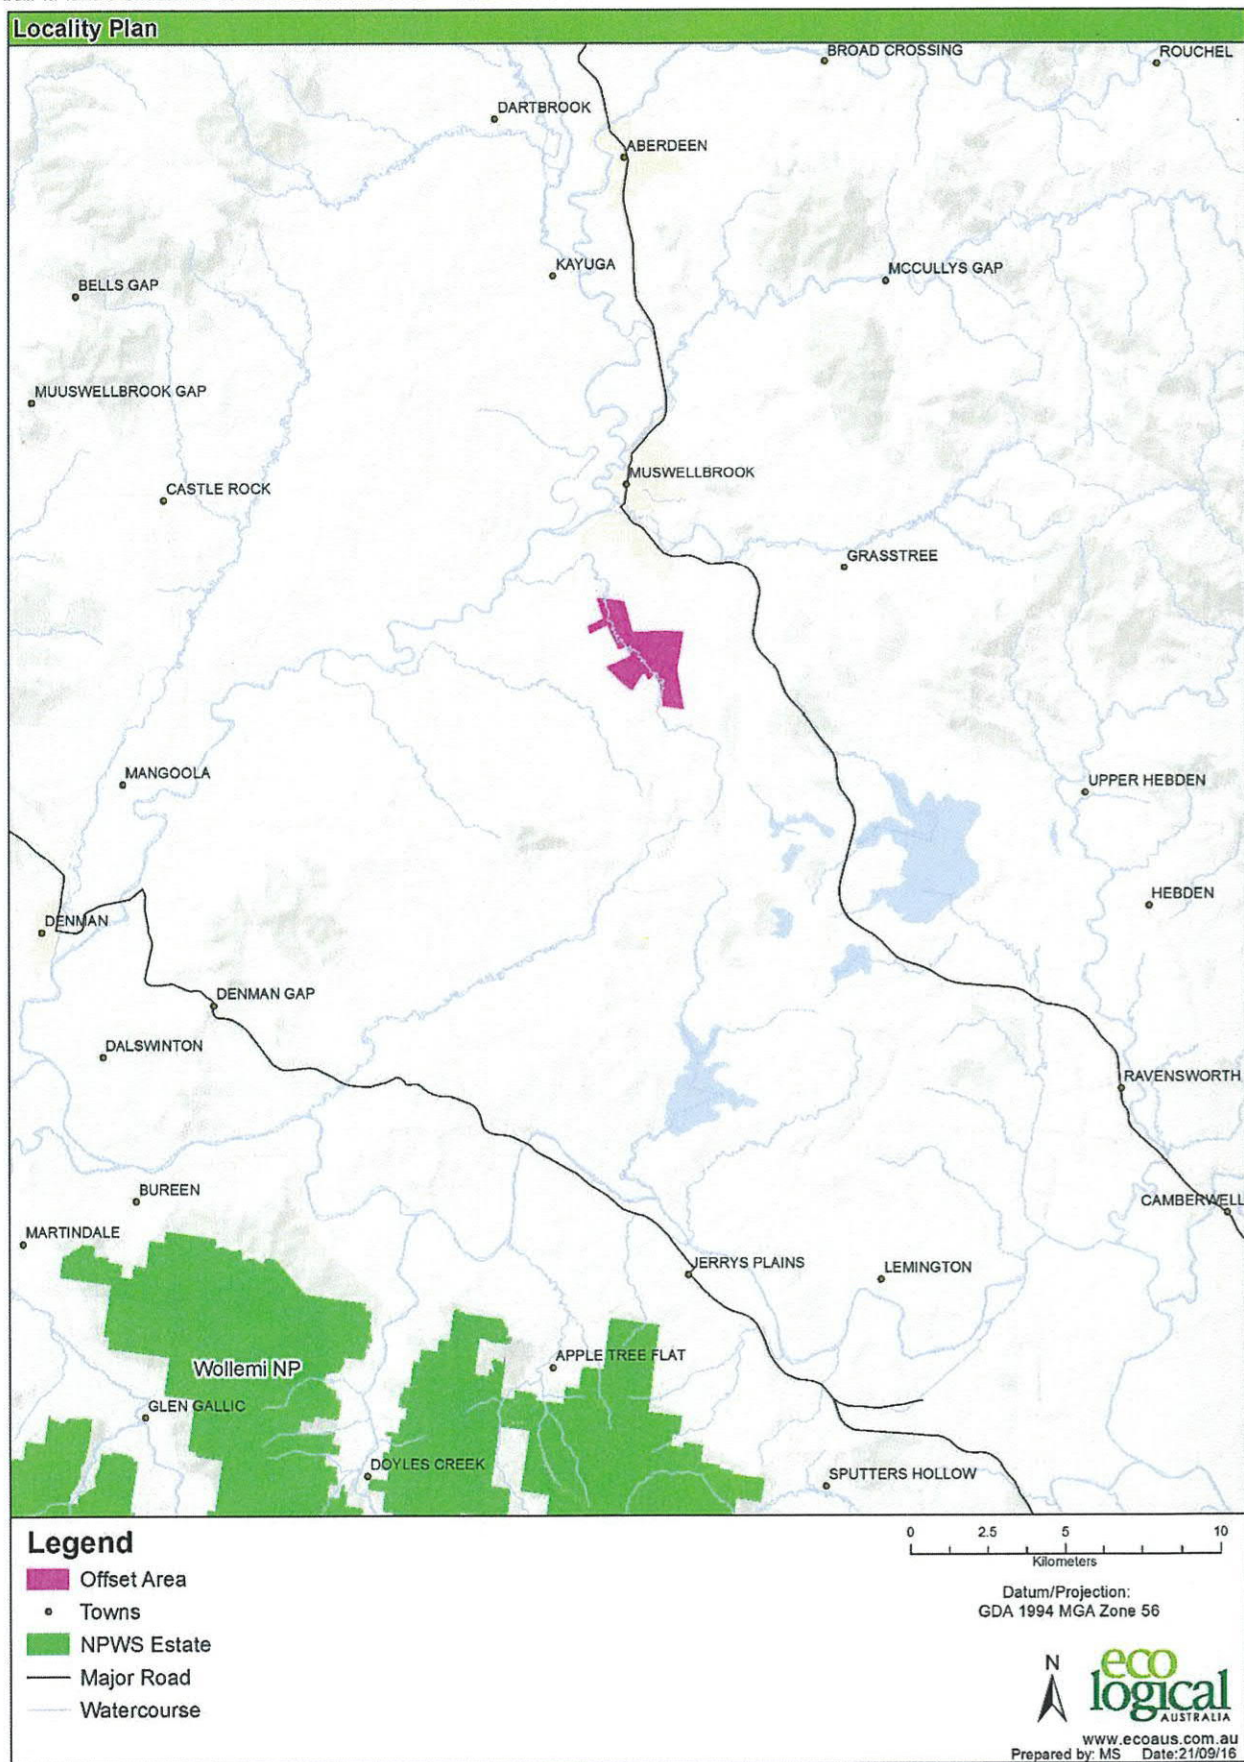 Locality Plan
BROAD CROSSING
ROUCHEL
DARTBROOK
ABERDEEN
KAYUGA
MCCULLYS GAP
BELLS GAP
MUUSWELLBROOK GAP
MUSWELLBROOK
CASTLE ROCK
GRASSTREE
MANGOOLA
UPPER HEBDEN
HEBDEN
DENMAN
DENMAN GAP
DALSWINTON
RAVENSWORTH
BUREEN
CAMBERWELL
MARTINDALE
JERRYS PLAINS
LEMINGTON
APPLE TREE FLAT
Wollemi NP
GLEN GALLIC
DOYLES CREEK
SPUTTERS HOLLOW
Legend
Offset Area
Towns
NPWS Estate
Major Road
Watercourse
0 2.5 5 10
Kilometers
Datum/Projection:
GDA 1994 MGA Zone 56
N
eco
logical
AUSTRALIA
www.ecoaus.com.au
Prepared by: MS Date:21/09/16